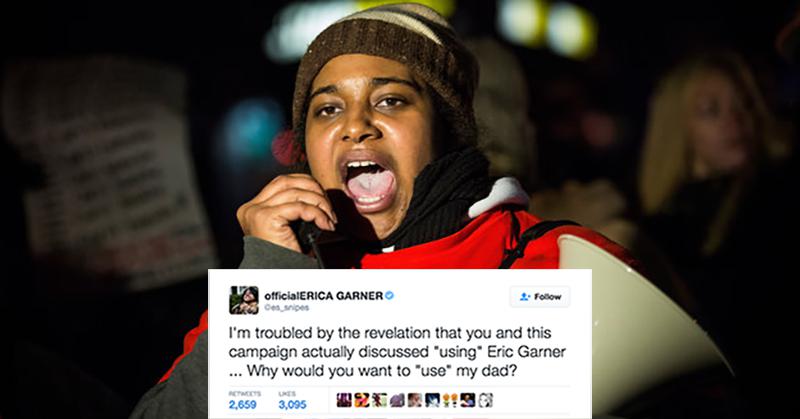 officialERICA GARNER
@es_snipes
Follow
I'm troubled by the revelation that you and this
campaign actually discussed "using" Eric Garner
... Why would you want to "use" my dad?
RETWEETS LIKES
2,659 3,095